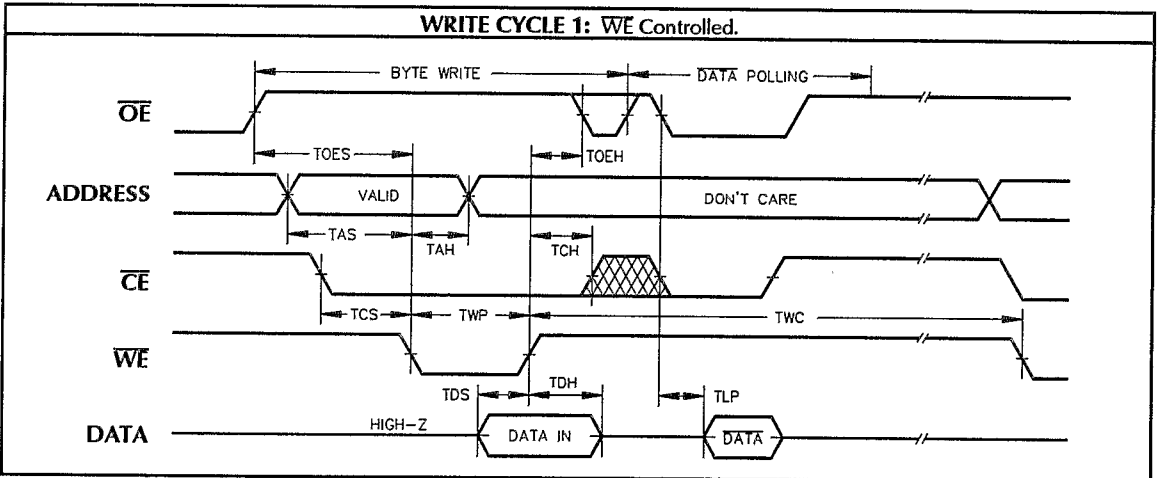 WRITE CYCLE 1: WE Controlled.
BYTE WRITE
DATA POLLING
OE
TOES
TOEH
ADDRESS
VALID
DON'T CARE
TAS
TAH
TCH
CE
TCS
TWP
TWC
WE
TDS
TDH
TLP
HIGH-Z
DATA
DATA IN
DATA